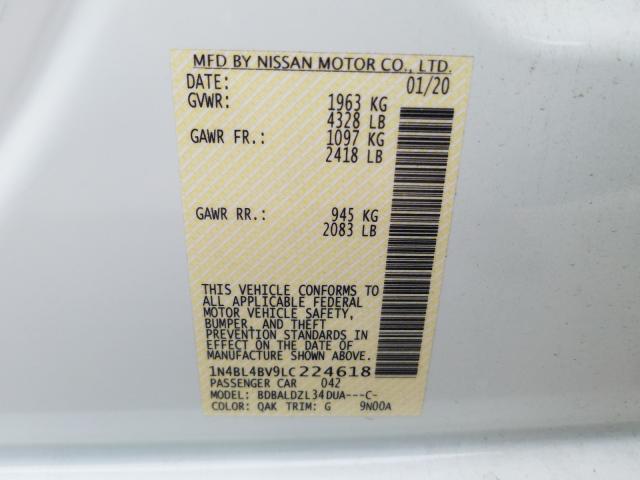 MFD BY NISSAN MOTOR CO., LTD.
DATE: 01/20
GVWR: 1963 KG
4328 LB
GAWR FR.: 1097 KG
2418 LB
GAWR RR.: 945 KG
2083 LB
THIS VEHICLE CONFORMS TO
ALL APPLICABLE FEDERAL
MOTOR VEHICLE SAFETY,
BUMPER, AND THEFT
PREVENTION STANDARDS IN
EFFECT ON THE DATE OF
MANUFACTURE SHOWN ABOVE.
1N4BL4BV9LC224618
PASSENGER CAR 042
MODEL: BDBALDZL34DUA---C-
COLOR: QAK TRIM: G 9N00A